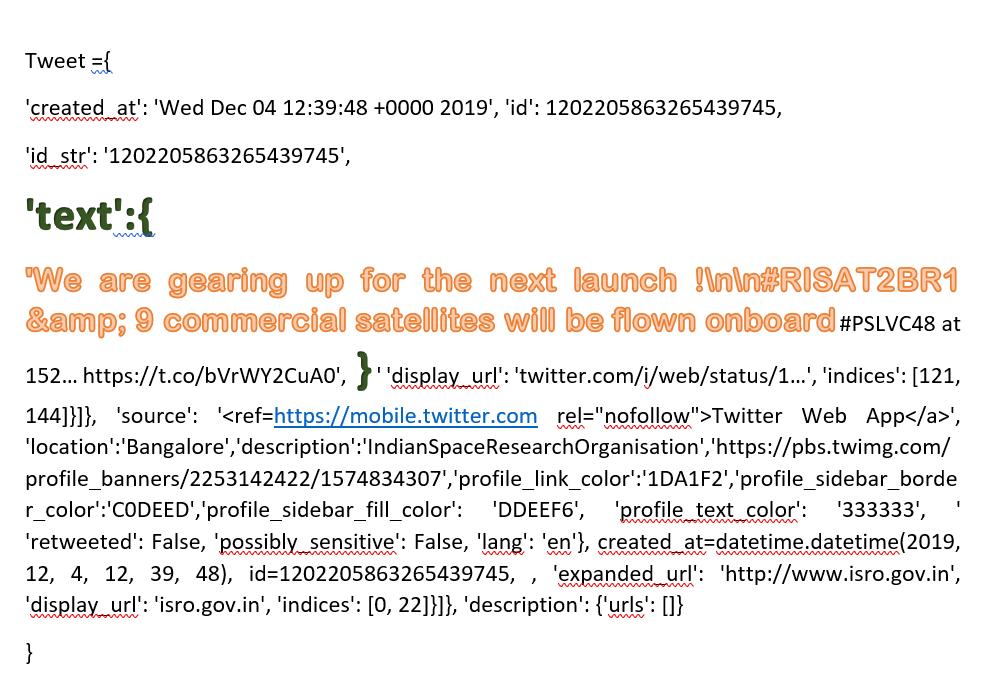 Tweet ={
'created_at': 'Wed Dec 04 12:39:48 +0000 2019', 'id': 1202205863265439745,
'id_str': '1202205863265439745',
'text':{
'We are gearing up for the next launch !\n\n#RISAT2BR1
&amp; 9 commercial satellites will be flown onboard #PSLVC48 at
152… https://t.co/bVrWY2CuA0', }' 'display_url': 'twitter.com/i/web/status/1…', 'indices': [121,
144]}]}, 'source': '<ref=https://mobile.twitter.com rel="nofollow">Twitter Web App</a>',
'location':'Bangalore','description':'IndianSpaceResearchOrganisation','https://pbs.twimg.com/
profile_banners/2253142422/1574834307','profile_link_color':'1DA1F2','profile_sidebar_borde
r_color':'C0DEED','profile_sidebar_fill_color': 'DDEEF6', 'profile_text_color': '333333', '
'retweeted': False, 'possibly_sensitive': False, 'lang': 'en'}, created_at=datetime.datetime(2019,
12, 4, 12, 39, 48), id=1202205863265439745, , 'expanded_url': 'http://www.isro.gov.in',
'display_url': 'isro.gov.in', 'indices': [0, 22]}]}, 'description': {'urls': []}
}